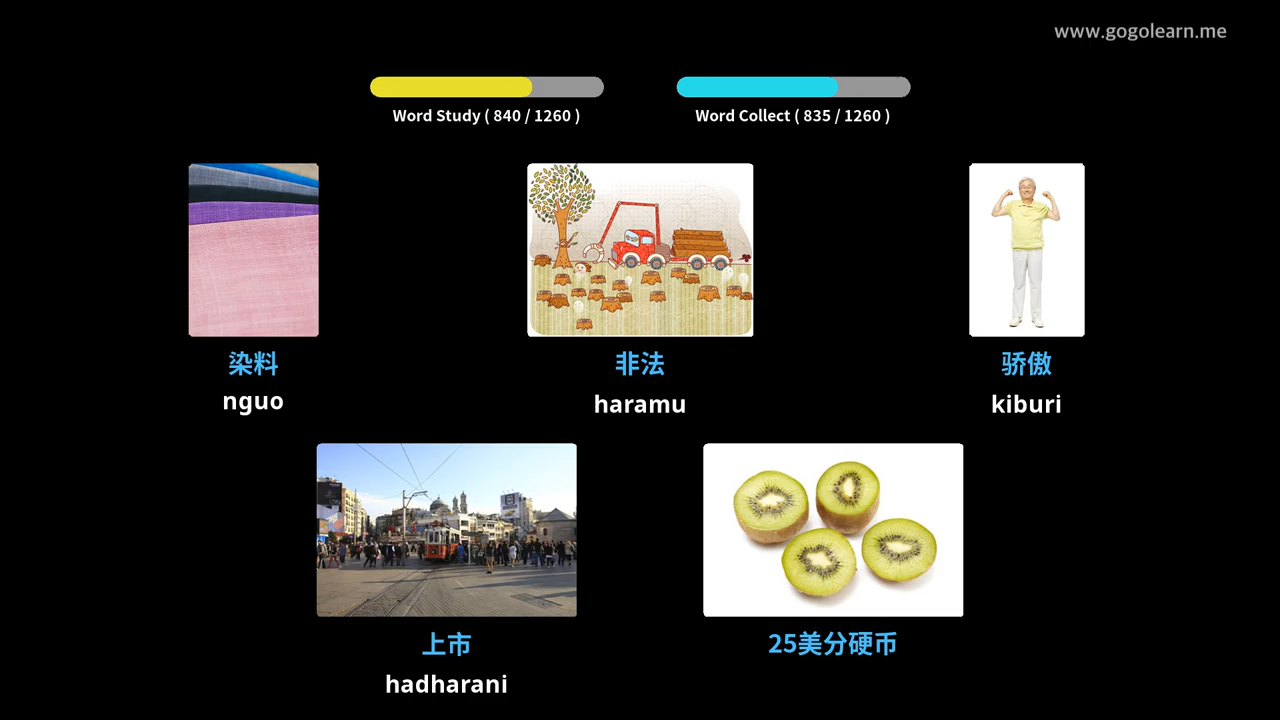 www.gogolearn.me
Word Study ( 840 / 1260 )
Word Collect ( 835 / 1260 )
染料
nguo
非法
haramu
骄傲
kiburi
上市
hadharani
25美分硬币